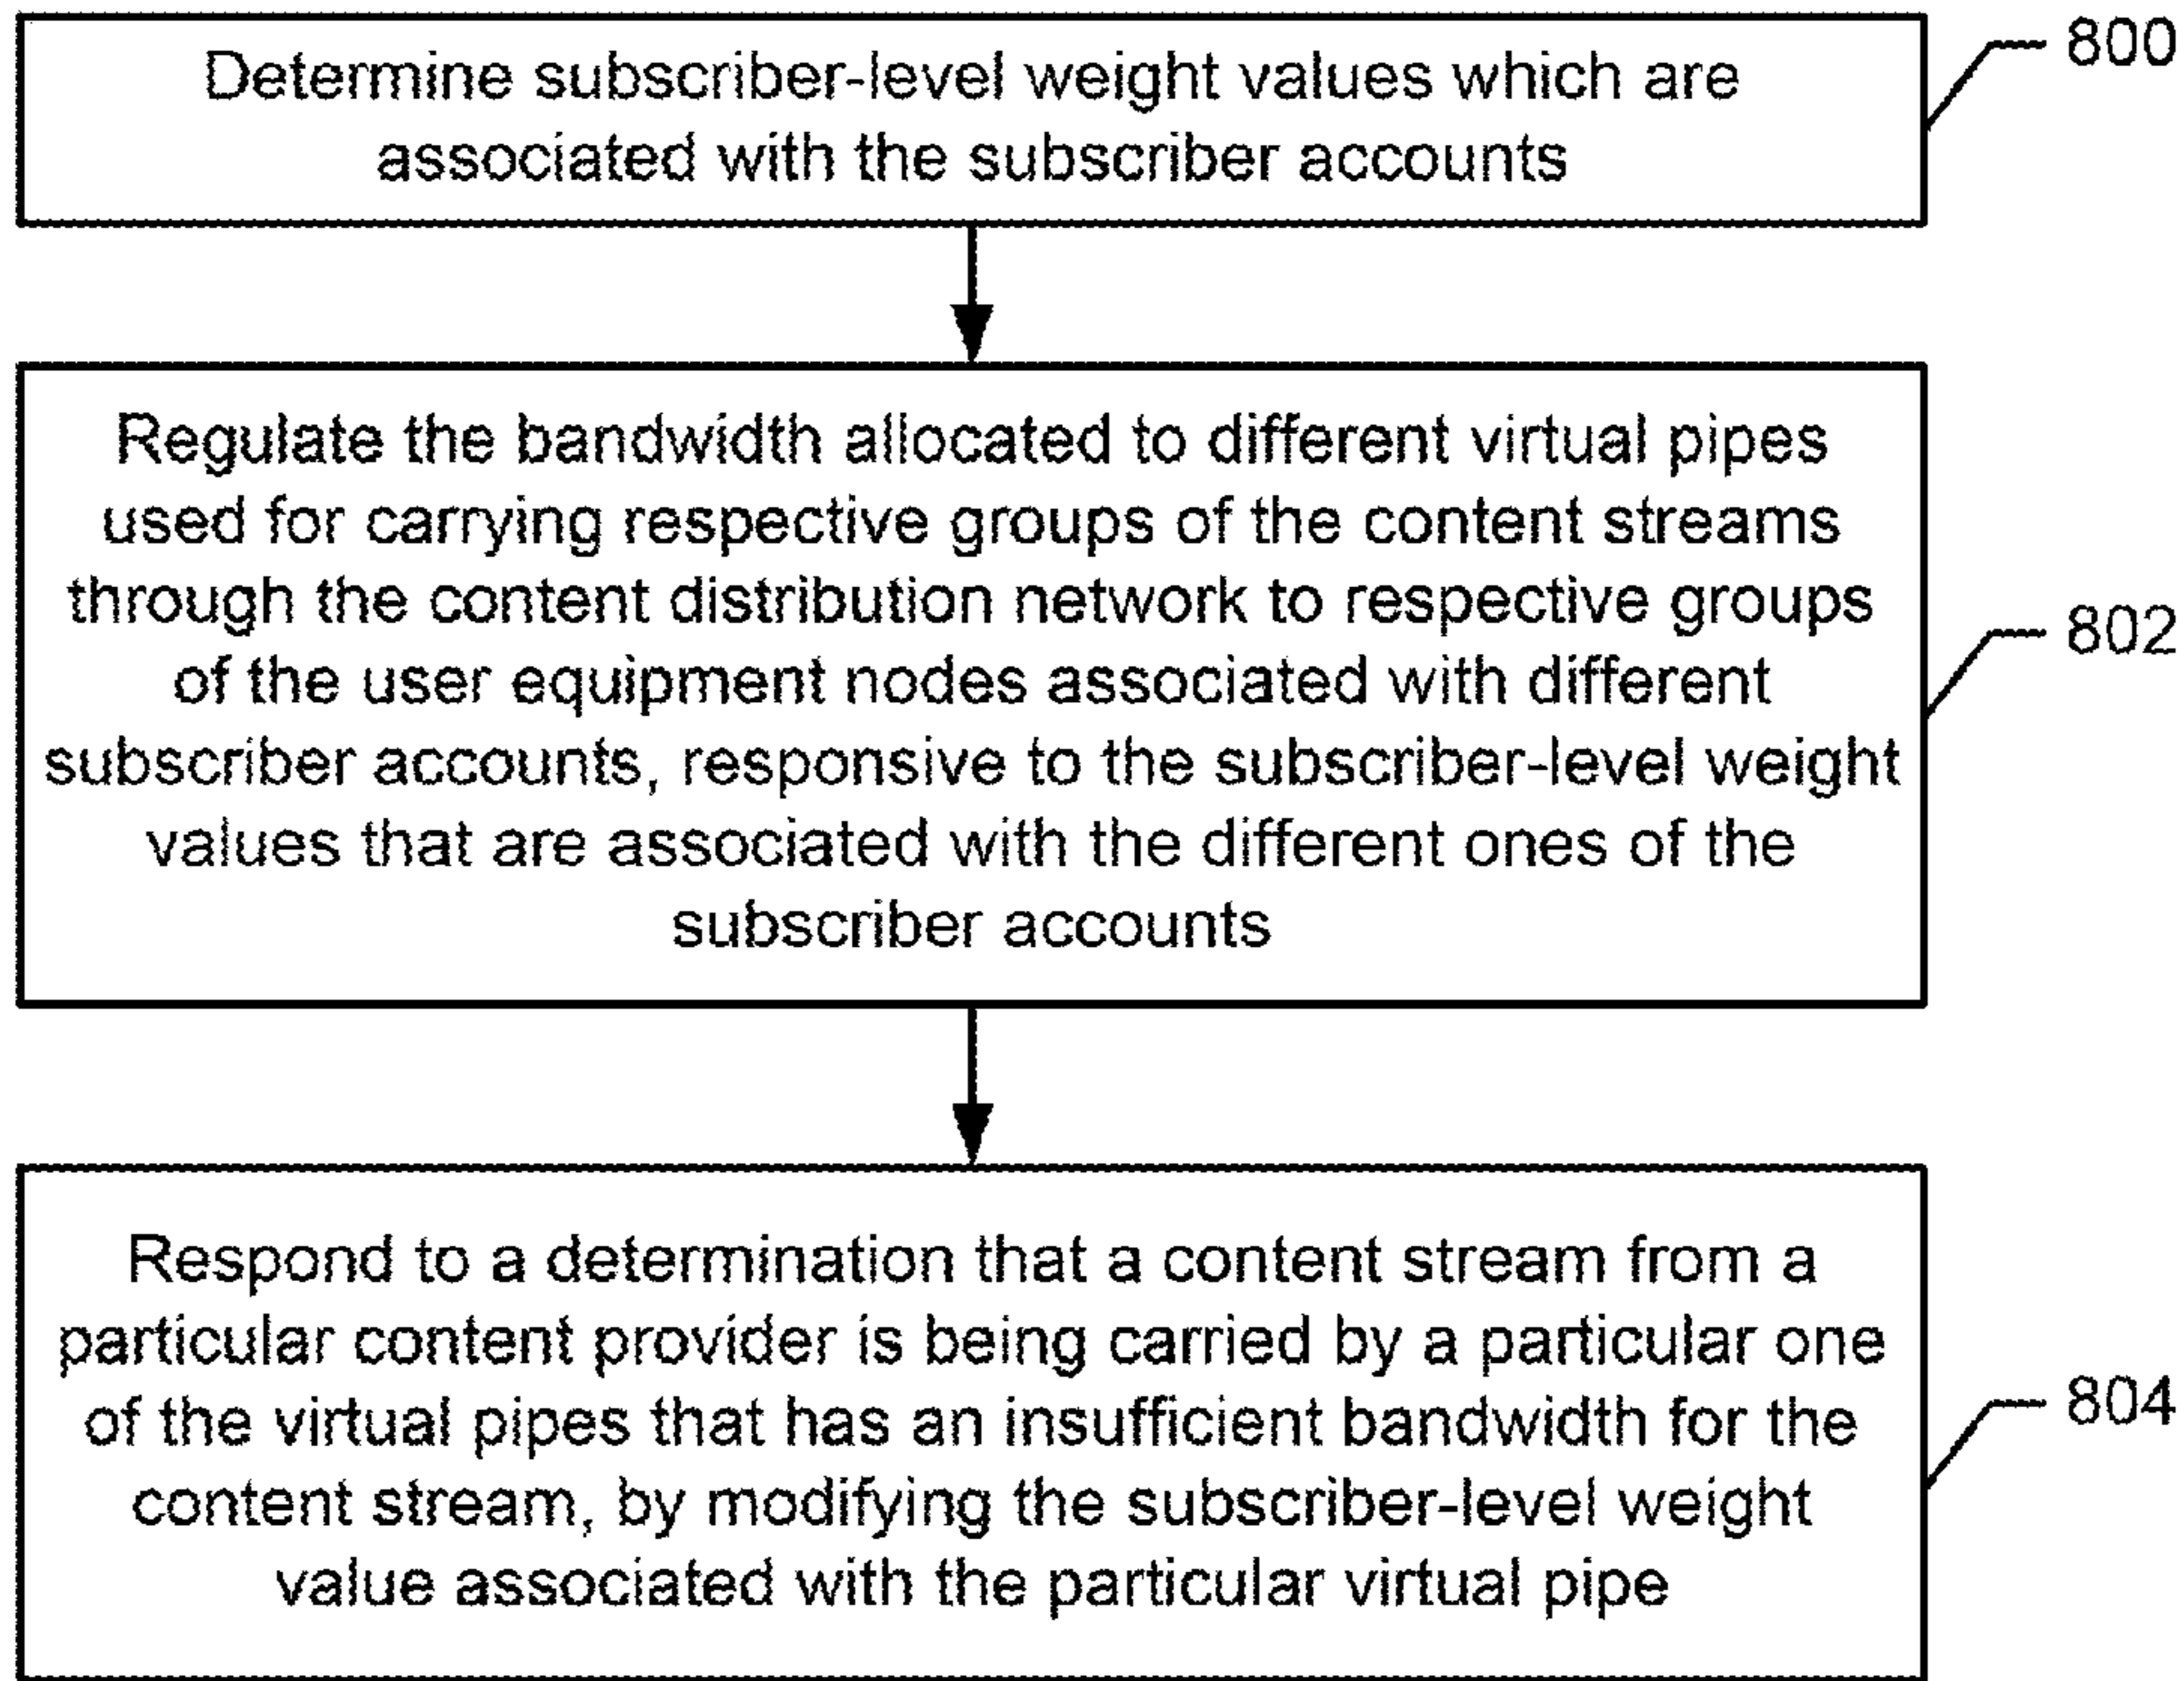 Determine subscriber-level weight values which are
associated with the subscriber accounts
800
Regulate the bandwidth allocated to different virtual pipes
used for carrying respective groups of the content streams
through the content distribution network to respective groups
of the user equipment nodes associated with different
subscriber accounts, responsive to the subscriber-level weight
values that are associated with the different ones of the
subscriber accounts
802
Respond to a determination that a content stream from a
particular content provider is being carried by a particular one
of the virtual pipes that has an insufficient bandwidth for the
content stream, by modifying the subscriber-level weight
value associated with the particular virtual pipe
804